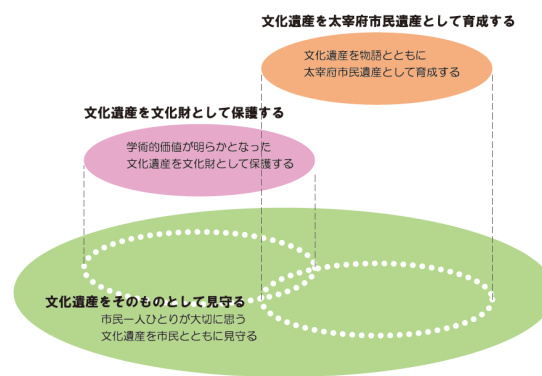 文化遺産を太宰府市民遺産として育成する
文化遺産を物語とともに
太宰府市民遺産として育成する
文化遺産を文化財として保護する
学術的価値が明らかとなった
文化遺産を文化財として保護する
文化遺産をそのものとして見守る
市民一人ひとりが大切に思う
文化遺産を市民とともに見守る